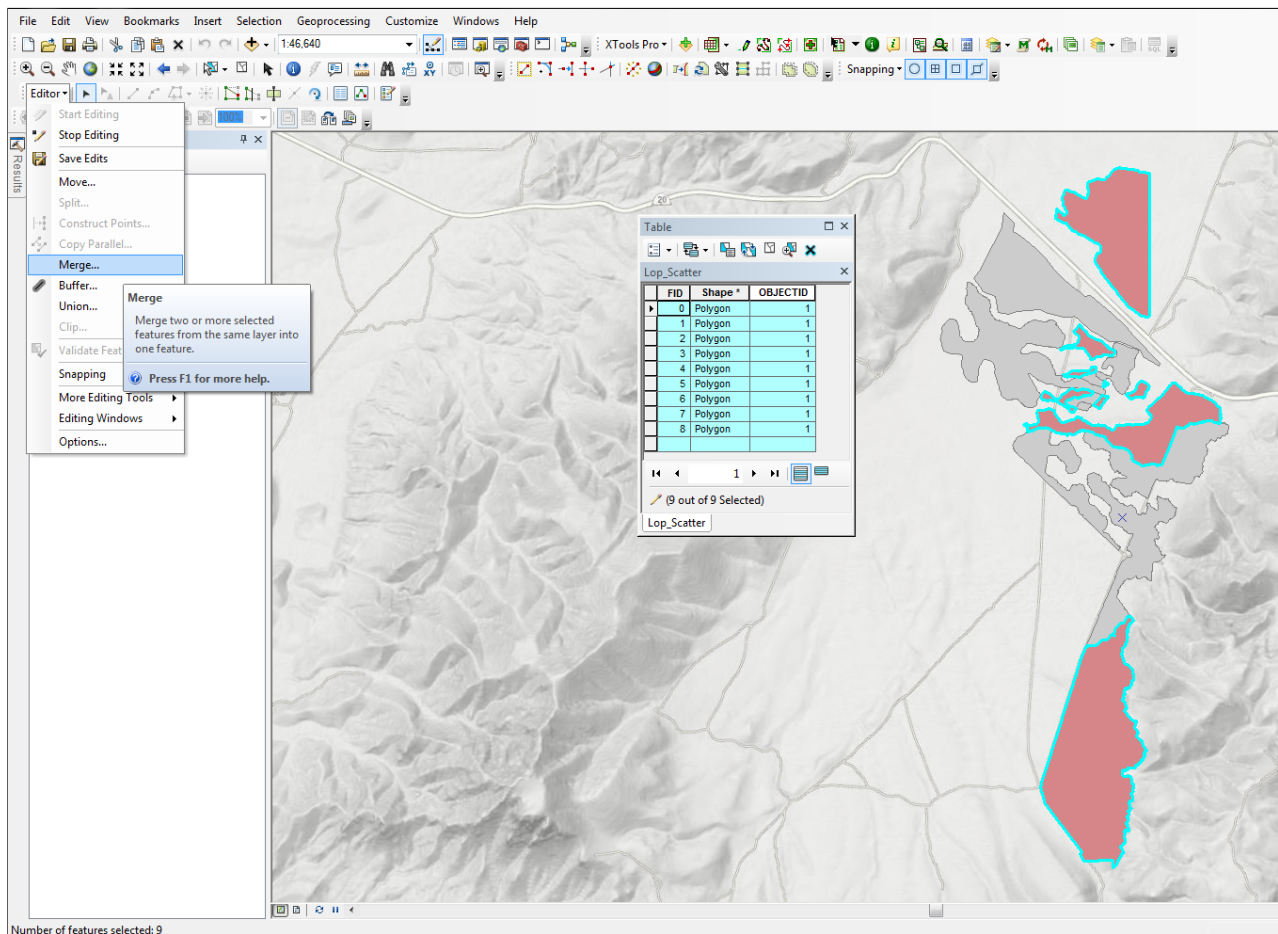 File Edit View Bookmarks Insert Selection Geoprocessing Customize Windows Help
1:46,640 XTools Pro
Snapping
Editor
Start Editing 100%
Stop Editing
Results
Save Edits
Move...
Split...
Construct Points...
Copy Parallel...
Merge...
Buffer...
Union...
Clip...
Validate Feat
Snapping
More Editing Tools
Editing Windows
Options...
Merge
Merge two or more selected
features from the same layer into
one feature.
Press F1 for more help.
20
Table
Lop_Scatter
FID Shape * OBJECTID
0 Polygon 1
1 Polygon 1
2 Polygon 1
3 Polygon 1
4 Polygon 1
5 Polygon 1
6 Polygon 1
7 Polygon 1
8 Polygon 1
1
(9 out of 9 Selected)
Lop_Scatter
Number of features selected: 9